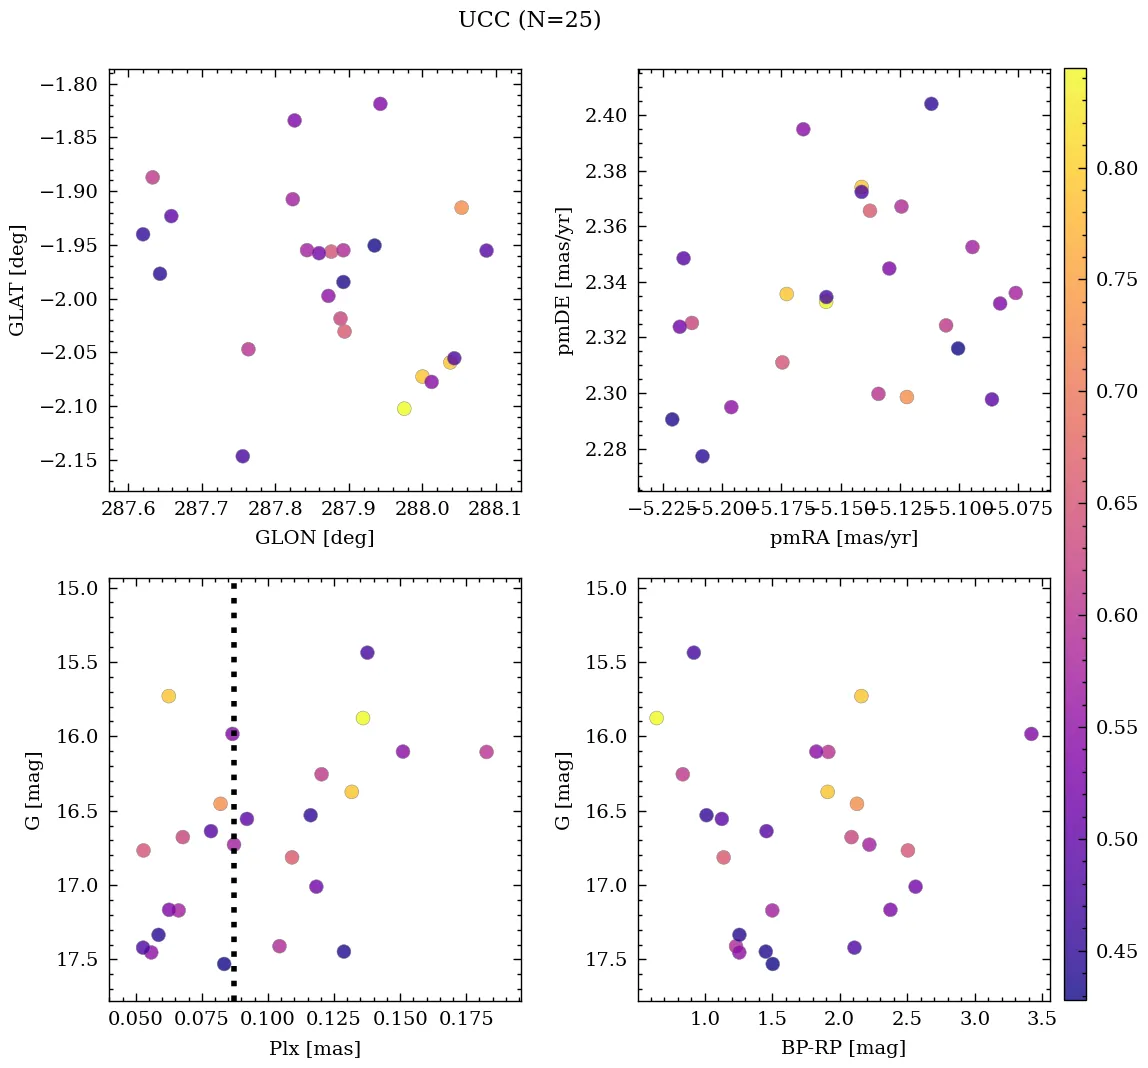 UCC (N=25)
−1.80
−1.85
−1.90
−1.95
−2.00
−2.05
−2.10
−2.15
GLAT [deg]
287.6 287.7 287.8 287.9 288.0 288.1
GLON [deg]
2.40
2.38
2.36
2.34
2.32
2.30
2.28
pmDE [mas/yr]
−5.225 −5.200 −5.175 −5.150 −5.125 −5.100 −5.075
pmRA [mas/yr]
15.0
15.5
16.0
16.5
17.0
17.5
G [mag]
0.050 0.075 0.100 0.125 0.150 0.175
Plx [mas]
15.0
15.5
16.0
16.5
17.0
17.5
G [mag]
1.0 1.5 2.0 2.5 3.0 3.5
BP-RP [mag]
0.80
0.75
0.70
0.65
0.60
0.55
0.50
0.45